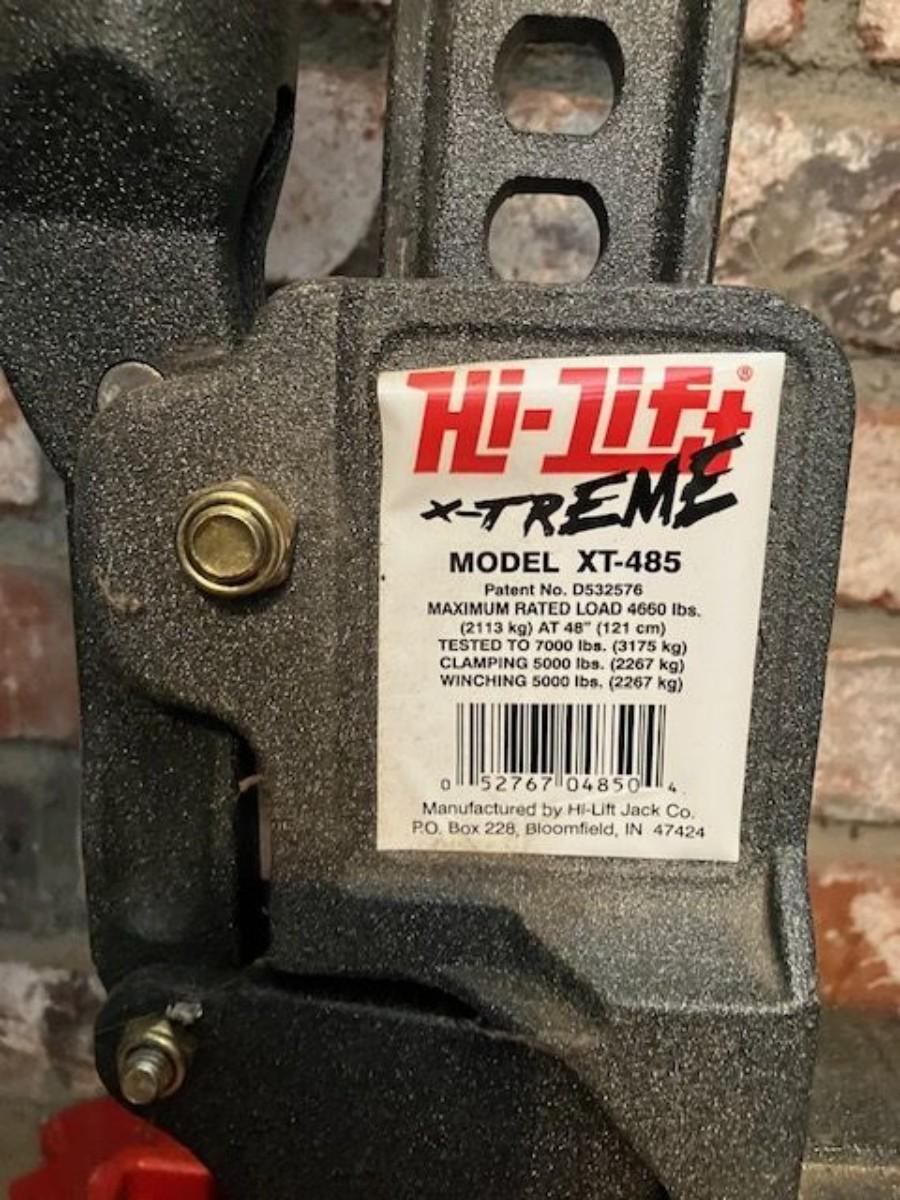 Hi-Lift®
X-TREME
MODEL XT-485
Patent No. D532576
MAXIMUM RATED LOAD 4660 lbs.
(2113 kg) AT 48" (121 cm)
TESTED TO 7000 lbs. (3175 kg)
CLAMPING 5000 lbs. (2267 kg)
WINCHING 5000 lbs. (2267 kg)
0 52767 04850 4
Manufactured by Hi-Lift Jack Co.
P.O. Box 228, Bloomfield, IN 47424